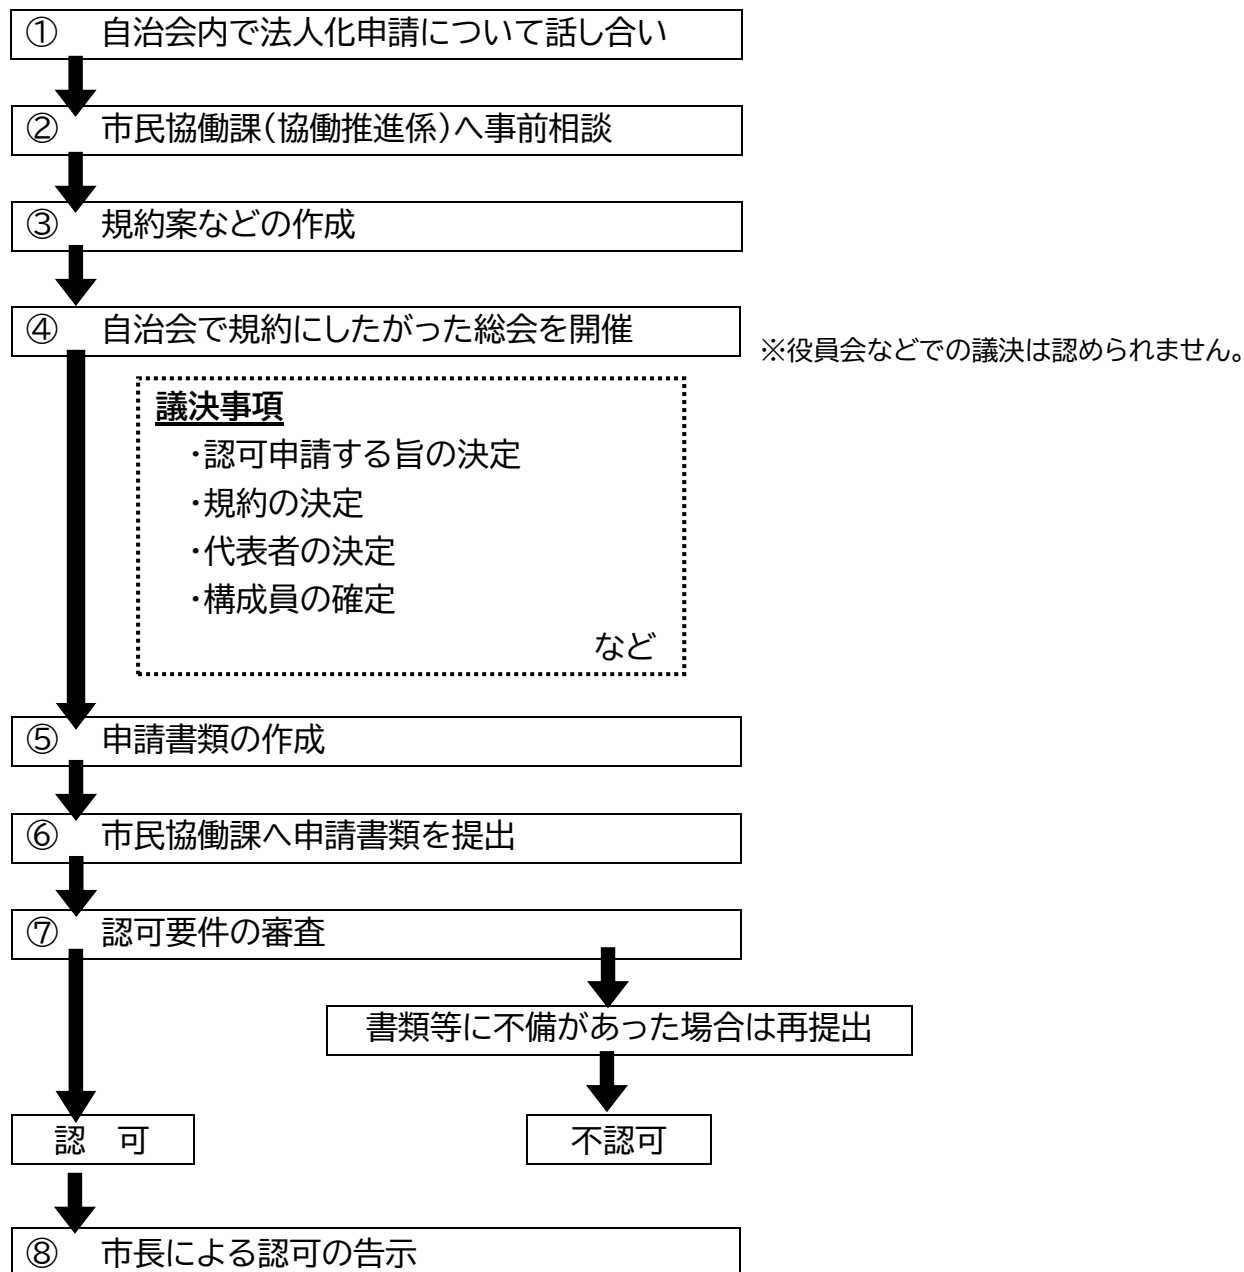 ① 自治会内で法人化申請について話し合い
② 市民協働課(協働推進係)へ事前相談
③ 規約案などの作成
④ 自治会で規約にしたがった総会を開催
※役員会などでの議決は認められません。
議決事項
・認可申請する旨の決定
・規約の決定
・代表者の決定
・構成員の確定
など
⑤ 申請書類の作成
⑥ 市民協働課へ申請書類を提出
⑦ 認可要件の審査
書類等に不備があった場合は再提出
認 可
不認可
⑧ 市長による認可の告示